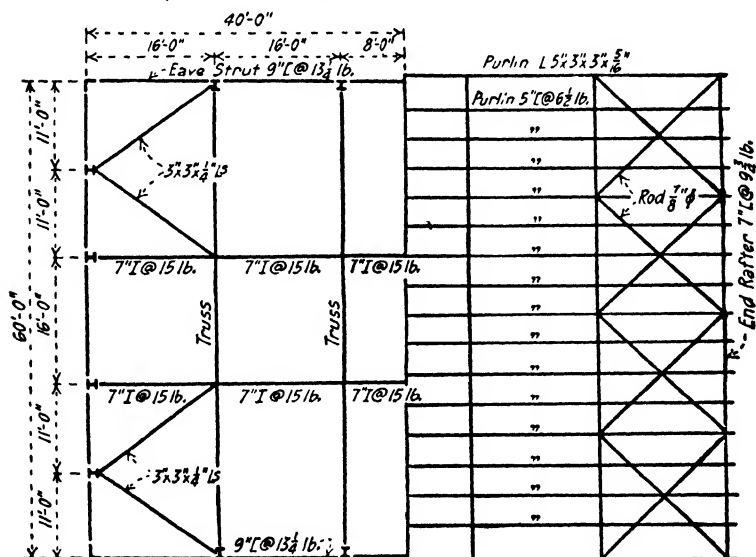 40'-0"
16'-0" 16'-0" 8'-0"
Eave Strut 9"[@ 13¼ lb.
Purlin L 5"x3"x3"x 5/16"
Purlin 5"[@6½ lb.
"
"
"
"
"
"
"
"
"
"
"
"
"
"
11'-0"
11'-0"
16'-0"
11'-0"
11'-0"
60'-0"
3"x3"x¼" Ls
Rod ⅞"ϕ
End Rafter 7"[@ 9¾ lb.
7"I@15 lb. 7"I@15 lb. 7"I@15 lb.
Truss Truss
7"I@15 lb. 7"I@15 lb. 7"I@15 lb.
3"x3"x¼" Ls
9"[@13¼ lb.